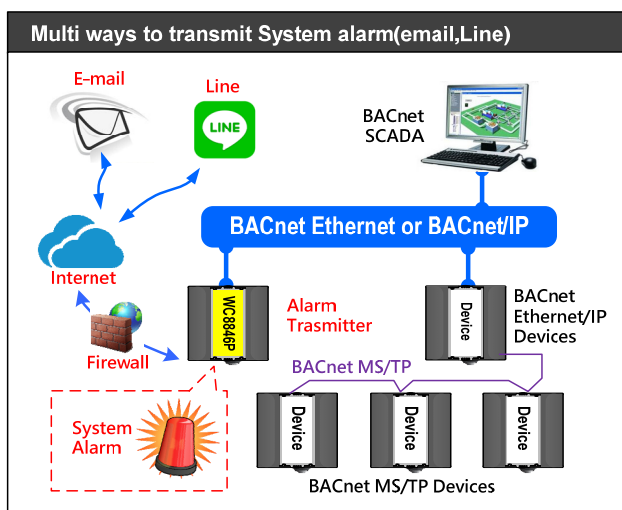 Multi ways to transmit System alarm(email,Line)
E-mail
Line
LINE
BACnet
SCADA
BACnet Ethernet or BACnet/IP
Internet
WC8846P
Alarm
Trasmitter
Device
BACnet
Ethernet/IP
Devices
Firewall
BACnet MS/TP
System
Alarm
Device
Device
Device
BACnet MS/TP Devices